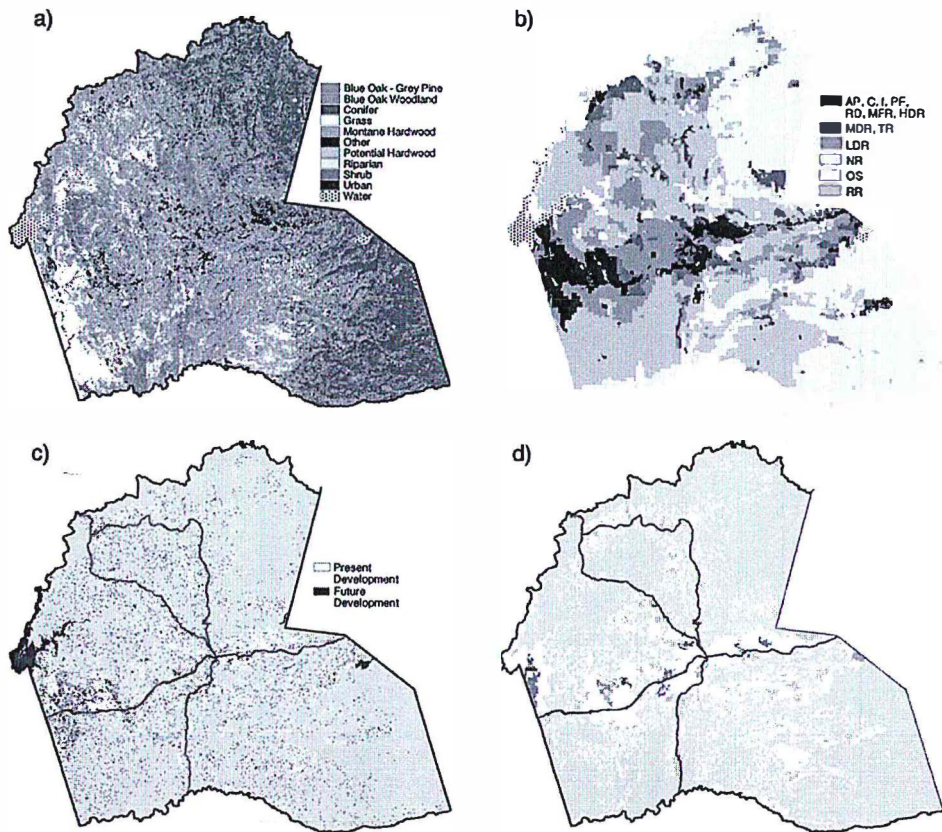 a)
Blue Oak - Grey Pine
Blue Oak Woodland
Conifer
Grass
Montane Hardwood
Other
Potential Hardwood
Riparian
Shrub
Urban
Water
b)
AP, C, I, PF,
RD, MFR, HDR
MDR, TR
LDR
NR
OS
RR
c)
Present
Development
Future
Development
d)